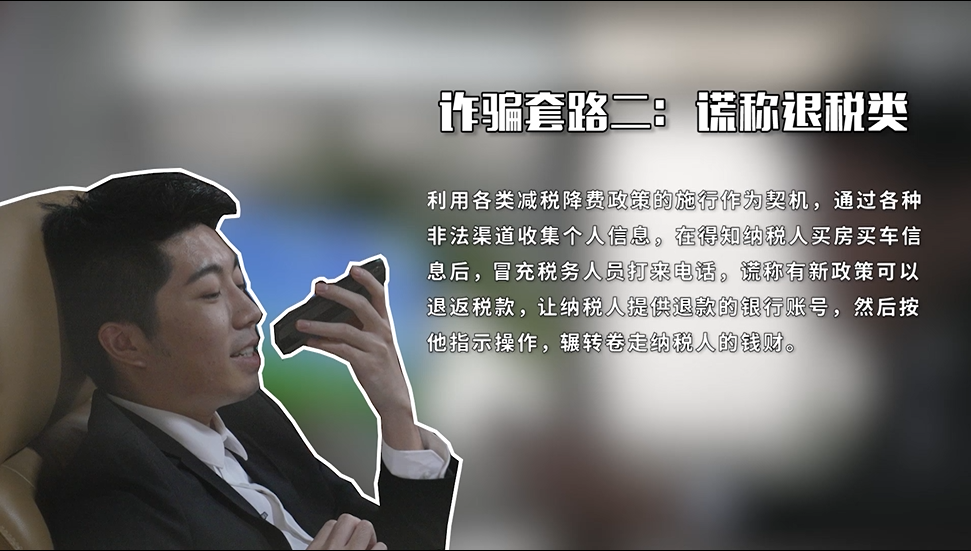 诈骗套路二：谎称退税类
利用各类减税降费政策的施行作为契机，通过各种
非法渠道收集个人信息，在得知纳税人买房买车信
息后，冒充税务人员打来电话，谎称有新政策可以
退返税款，让纳税人提供退款的银行账号，然后按
他指示操作，辗转卷走纳税人的钱财。